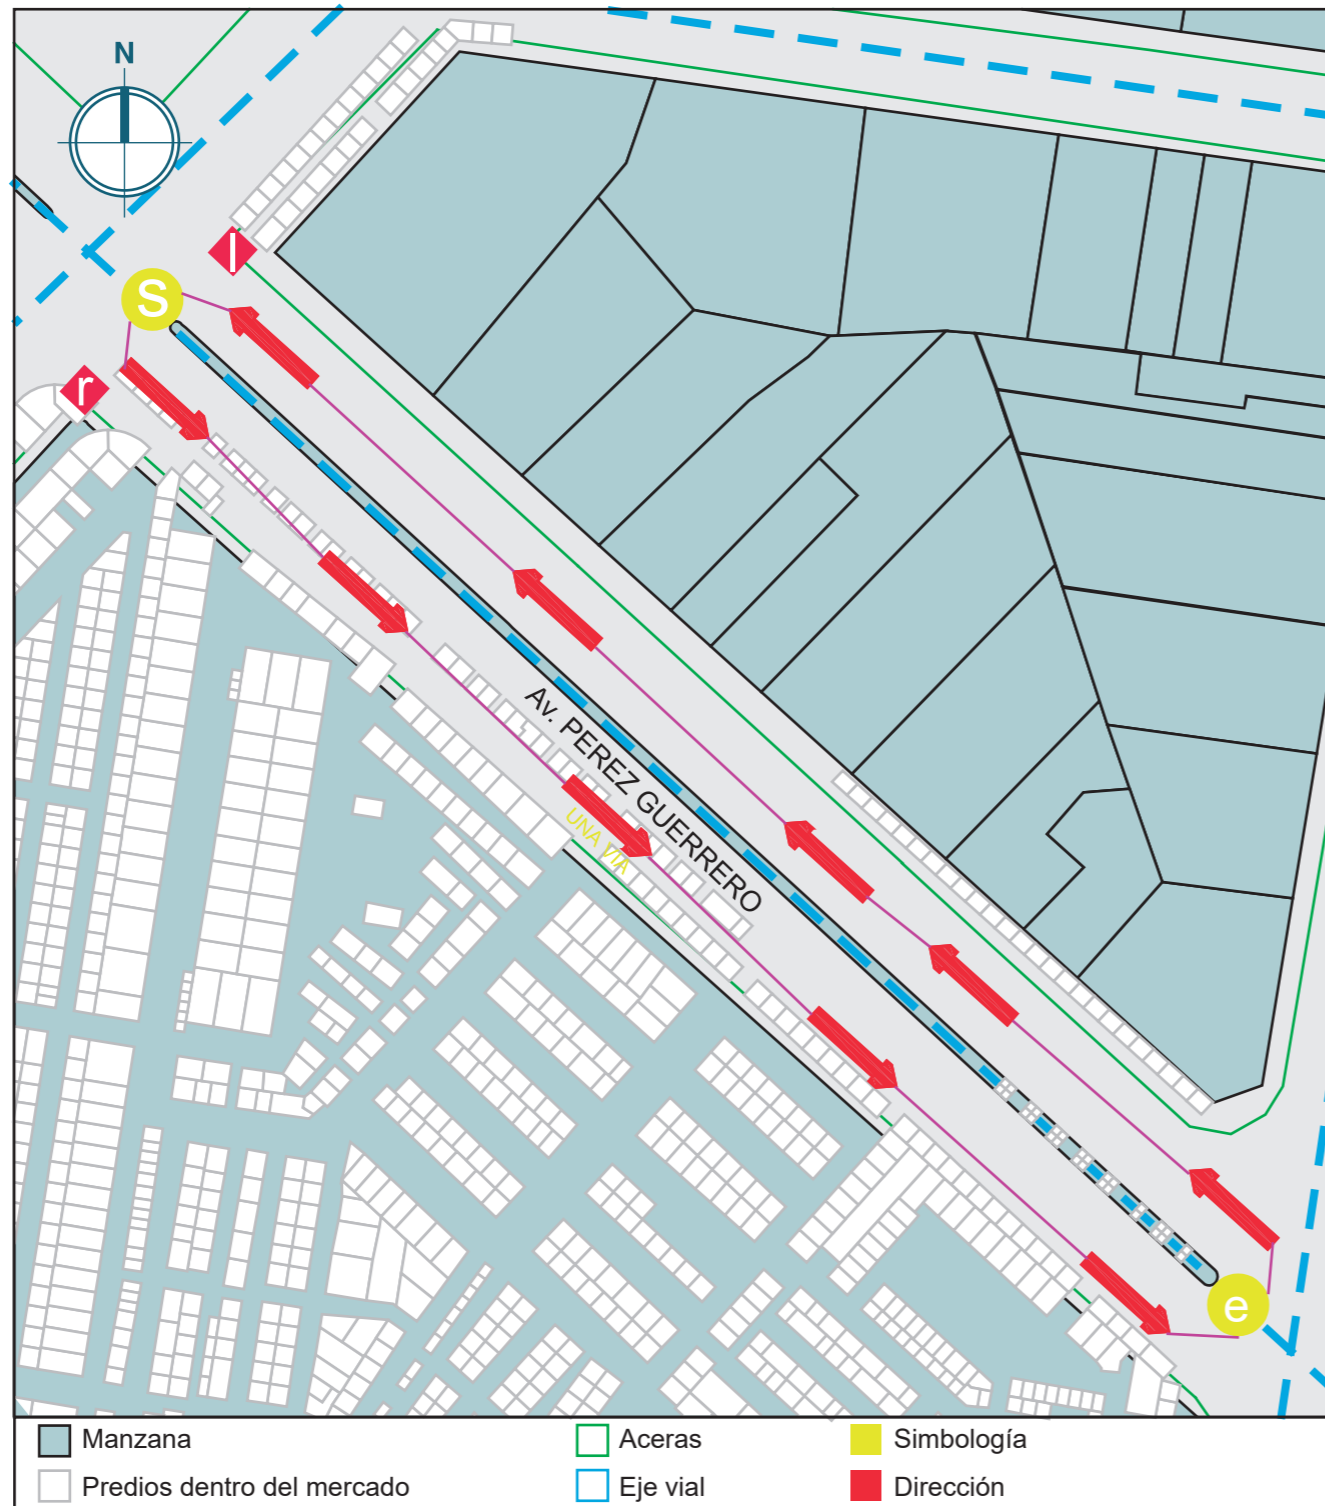 N
l
S
r
Av. PEREZ GUERRERO
UNA VIA
e
Manzana
Aceras
Simbología
Predios dentro del mercado
Eje vial
Dirección